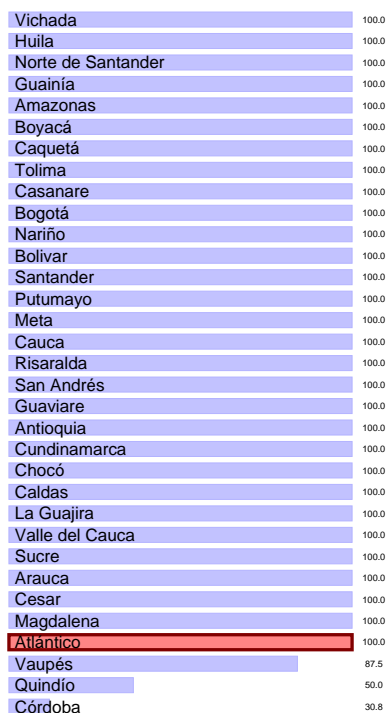 Vichada 100.0
Huila 100.0
Norte de Santander 100.0
Guainía 100.0
Amazonas 100.0
Boyacá 100.0
Caquetá 100.0
Tolima 100.0
Casanare 100.0
Bogotá 100.0
Nariño 100.0
Bolivar 100.0
Santander 100.0
Putumayo 100.0
Meta 100.0
Cauca 100.0
Risaralda 100.0
San Andrés 100.0
Guaviare 100.0
Antioquia 100.0
Cundinamarca 100.0
Chocó 100.0
Caldas 100.0
La Guajira 100.0
Valle del Cauca 100.0
Sucre 100.0
Arauca 100.0
Cesar 100.0
Magdalena 100.0
Atlántico 100.0
Vaupés 87.5
Quindío 50.0
Córdoba 30.8